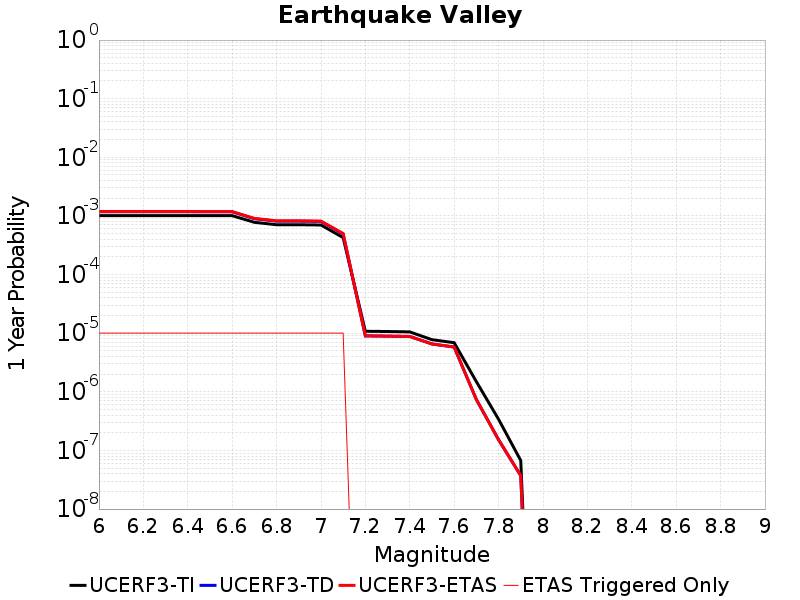 Earthquake Valley
10^0
10^-1
10^-2
10^-3
10^-4
10^-5
10^-6
10^-7
10^-8
1 Year Probability
6 6.2 6.4 6.6 6.8 7 7.2 7.4 7.6 7.8 8 8.2 8.4 8.6 8.8 9
Magnitude
UCERF3-TI UCERF3-TD UCERF3-ETAS ETAS Triggered Only